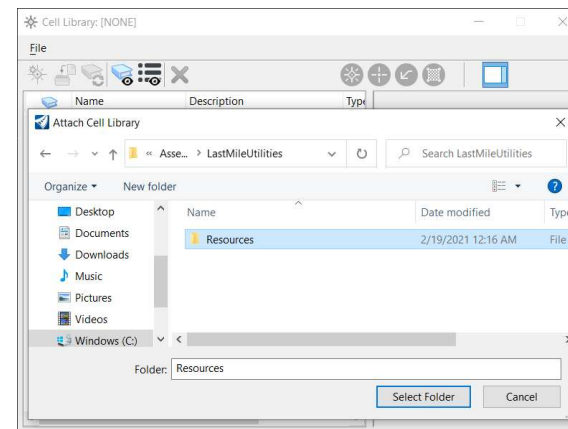 Cell Library: [NONE]
File
Name Description Type
Attach Cell Library
« Asse... > LastMileUtilities Search LastMileUtilities
Organize New folder
Desktop Name Date modified Type
Documents Resources 2/19/2021 12:16 AM File
Downloads
Music
Pictures
Videos
Windows (C:)
Folder: Resources
Select Folder Cancel